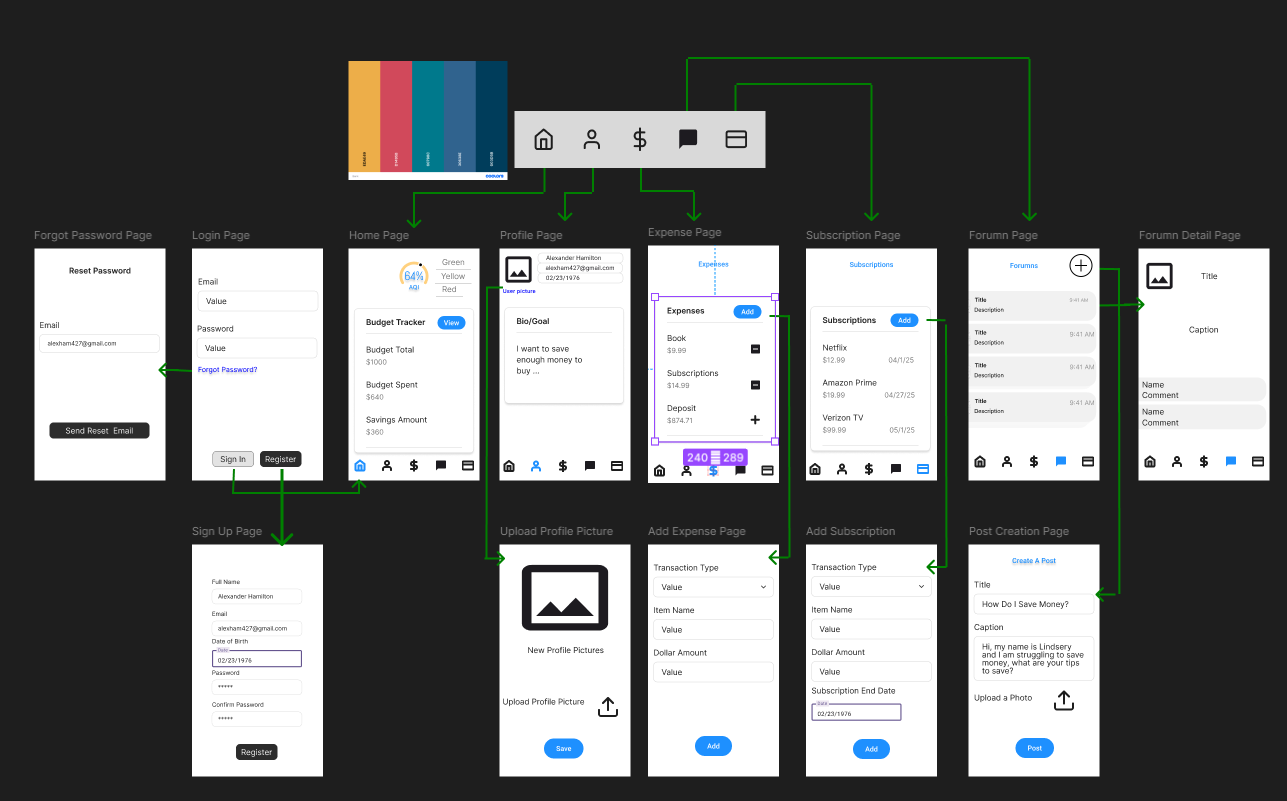 Forgot Password Page
Reset Password
Email
alexham427@gmail.com
Send Reset Email
Login Page
Email
Value
Password
Value
Forgot Password?
Sign In
Register
Home Page
64%
AQI
Green
Yellow
Red
Budget Tracker
View
Budget Total
$1000
Budget Spent
$640
Savings Amount
$360
Profile Page
Alexander Hamilton
alexham427@gmail.com
02/23/1976
User picture
Bio/Goal
I want to save
enough money to
buy ...
Expense Page
Expenses
Expenses
Add
Book
$9.99
Subscriptions
$14.99
Deposit
$874.71
240
289
Subscription Page
Subscriptions
Subscriptions
Add
Netflix
$12.99
04/1/25
Amazon Prime
$19.99
04/27/25
Verizon TV
$99.99
05/1/25
Forumn Page
Forumns
Title
9:41 AM
Description
Title
9:41 AM
Description
Title
9:41 AM
Description
Title
9:41 AM
Description
Forumn Detail Page
Title
Caption
Name
Comment
Name
Comment
Sign Up Page
Full Name
Alexander Hamilton
Email
alexham427@gmail.com
Date of Birth
Date
02/23/1976
Password
*****
Confirm Password
*****
Register
Upload Profile Picture
New Profile Pictures
Upload Profile Picture
Save
Add Expense Page
Transaction Type
Value
Item Name
Value
Dollar Amount
Value
Add
Add Subscription
Transaction Type
Value
Item Name
Value
Dollar Amount
Value
Subscription End Date
Date
02/23/1976
Add
Post Creation Page
Create A Post
Title
How Do I Save Money?
Caption
Hi, my name is Lindsery
and I am struggling to save
money, what are your tips
to save?
Upload a Photo
Post